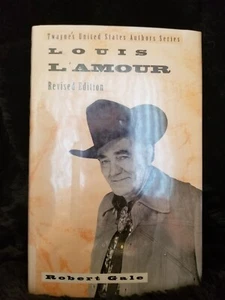 Twayne's United States Authors Series
LOUIS
L'AMOUR
Revised Edition
Robert Gale